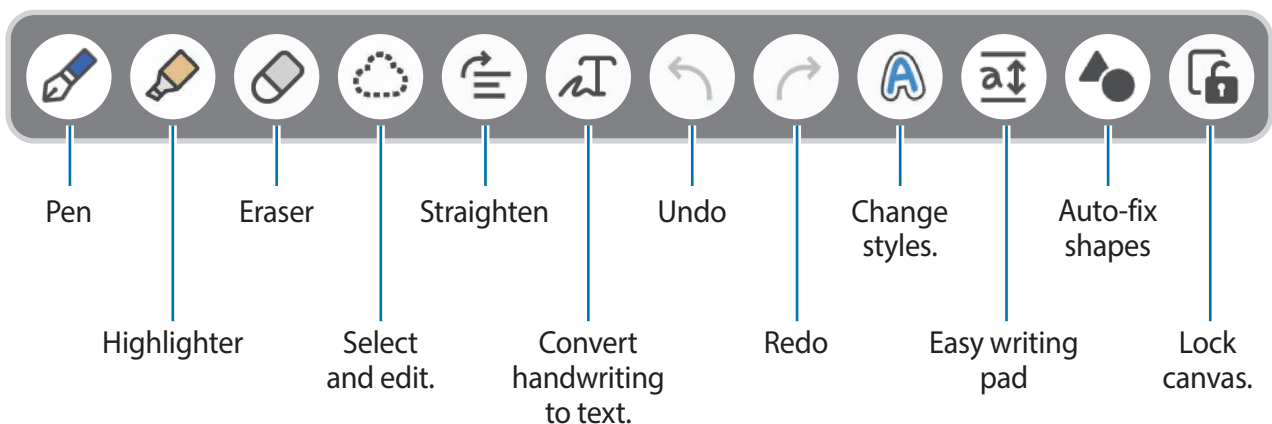 Pen
Eraser
Straighten
Undo
Change
styles.
Auto-fix
shapes
Highlighter
Select
and edit.
Convert
handwriting
to text.
Redo
Easy writing
pad
Lock
canvas.